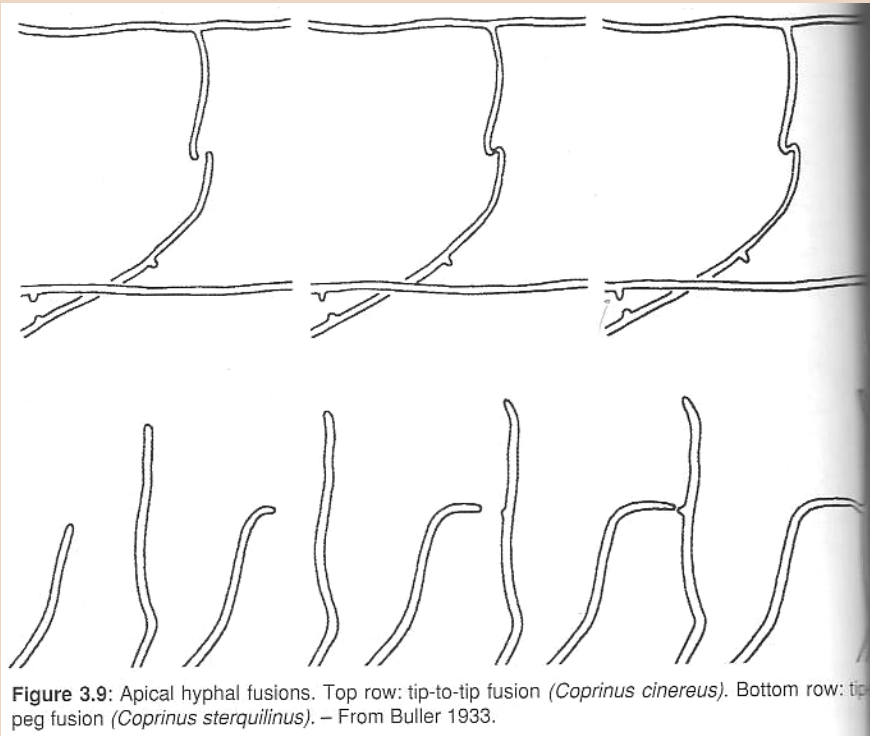 Figure 3.9: Apical hyphal fusions. Top row: tip-to-tip fusion (Coprinus cinereus). Bottom row: tip-
peg fusion (Coprinus sterquilinus). – From Buller 1933.